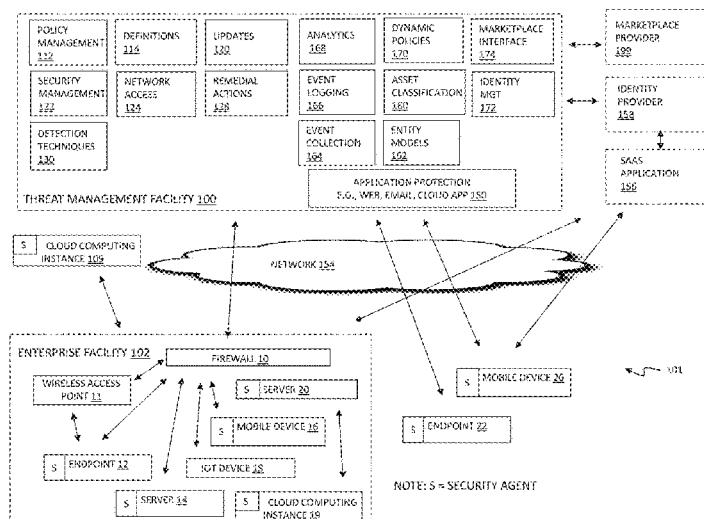 POLICY MANAGEMENT 112
DEFINITIONS 114
UPDATES 120
ANALYTICS 168
DYNAMIC POLICIES 170
MARKETPLACE INTERFACE 174
MARKETPLACE PROVIDER 199
SECURITY MANAGEMENT 122
NETWORK ACCESS 124
REMEDIAL ACTIONS 128
EVENT LOGGING 166
ASSET CLASSIFICATION 160
IDENTITY MGT 172
IDENTITY PROVIDER 158
DETECTION TECHNIQUES 130
EVENT COLLECTION 164
ENTITY MODELS 162
SAAS APPLICATION 156
APPLICATION PROTECTION
E.G., WEB, EMAIL, CLOUD APP 150
THREAT MANAGEMENT FACILITY 100
S CLOUD COMPUTING INSTANCE 109
NETWORK 154
ENTERPRISE FACILITY 102
FIREWALL 10
WIRELESS ACCESS POINT 11
S SERVER 20
S MOBILE DEVICE 26
101
S MOBILE DEVICE 16
S ENDPOINT 22
S ENDPOINT 12
IOT DEVICE 18
S SERVER 14
S CLOUD COMPUTING INSTANCE 19
NOTE: S = SECURITY AGENT